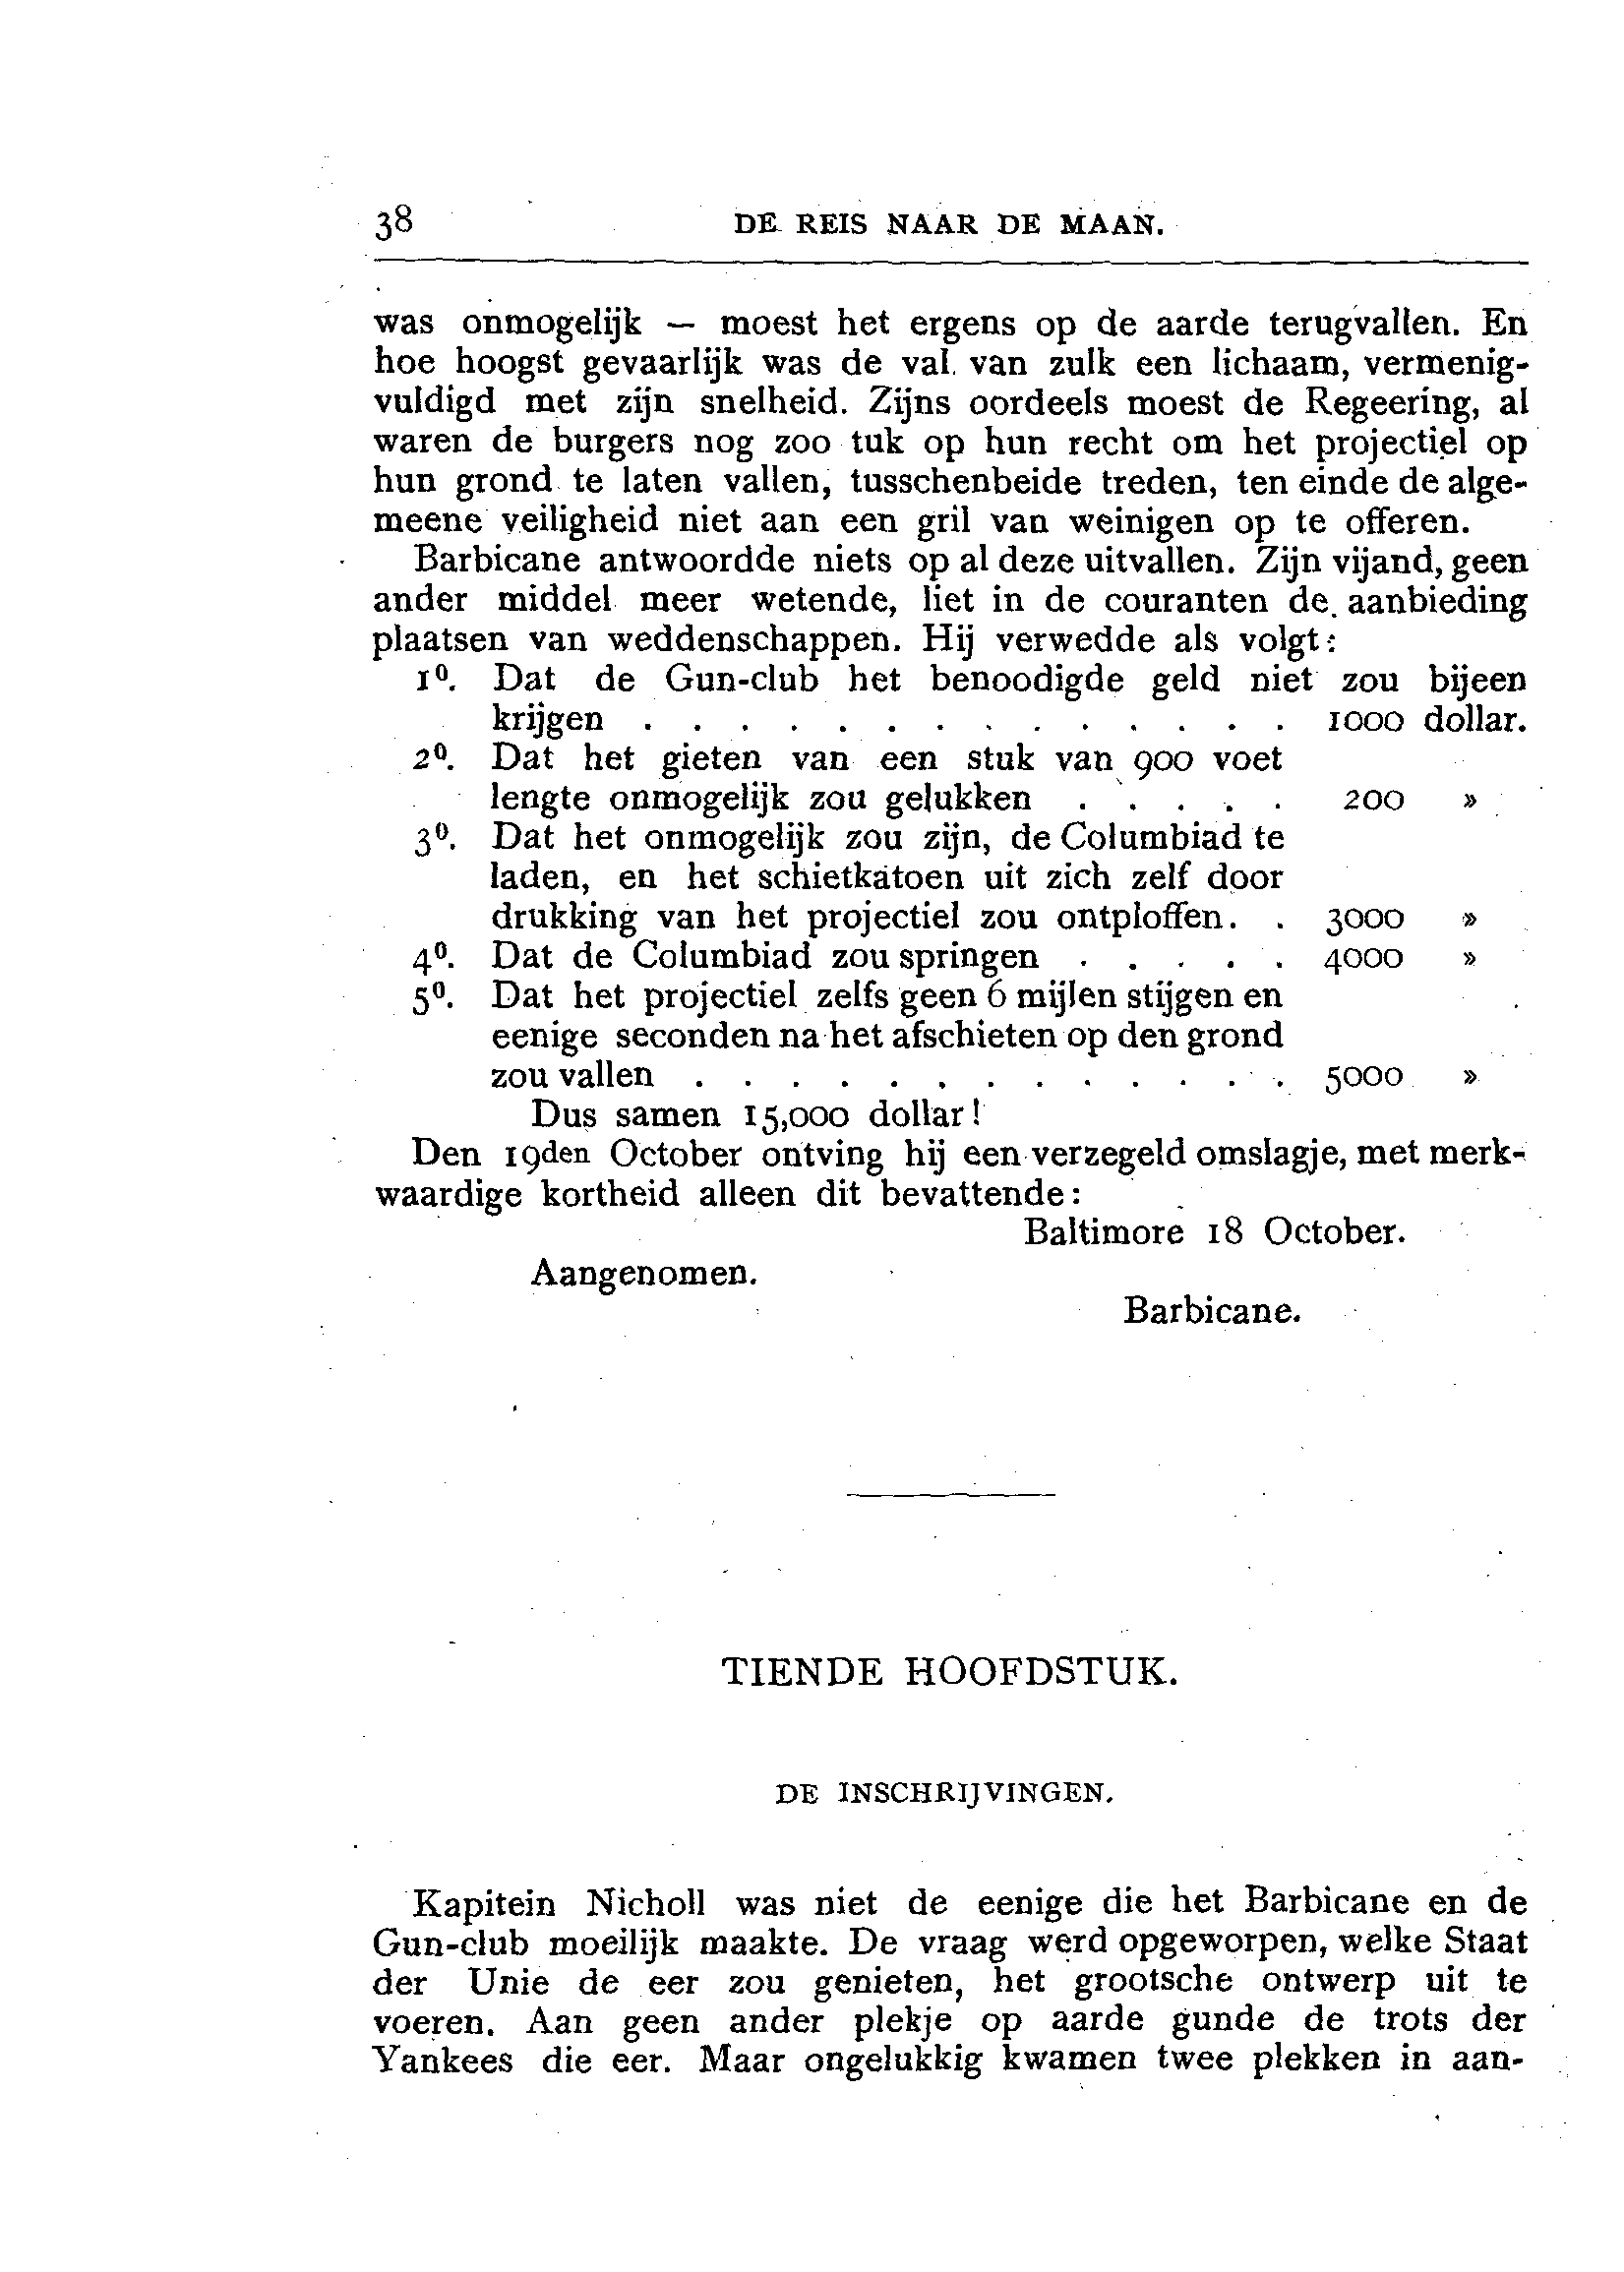 38 DE REIS NAAR DE MAAN.
was onmogelijk — moest het ergens op de aarde terugvallen. En
hoe hoogst gevaarlijk was de val van zulk een lichaam, vermenig-
vuldigd met zijn snelheid. Zijns oordeels moest de Regeering, al
waren de burgers nog zoo tuk op hun recht om het projectiel op
hun grond te laten vallen, tusschenbeide treden, ten einde de alge-
meene veiligheid niet aan een gril van weinigen op te offeren.
Barbicane antwoordde niets op al deze uitvallen. Zijn vijand, geen
ander middel meer wetende, liet in de couranten de aanbieding
plaatsen van weddenschappen. Hij verwedde als volgt:
1⁰. Dat de Gun-club het benoodigde geld niet zou bijeen
krijgen . . . . . . . . . . . . . . 1000 dollar.
2⁰. Dat het gieten van een stuk van 900 voet
lengte onmogelijk zou gelukken . . . . . 200 »
3⁰. Dat het onmogelijk zou zijn, de Columbiad te
laden, en het schietkatoen uit zich zelf door
drukking van het projectiel zou ontploffen. . 3000 »
4⁰. Dat de Columbiad zou springen . . . . . 4000 »
5⁰. Dat het projectiel zelfs geen 6 mijlen stijgen en
eenige seconden na het afschieten op den grond
zou vallen . . . . . . . . . . . . . 5000 »
Dus samen 15,000 dollar!
Den 19den October ontving hij een verzegeld omslagje, met merk-
waardige kortheid alleen dit bevattende:
Baltimore 18 October.
Aangenomen.
Barbicane.
TIENDE HOOFDSTUK.
DE INSCHRIJVINGEN.
Kapitein Nicholl was niet de eenige die het Barbicane en de
Gun-club moeilijk maakte. De vraag werd opgeworpen, welke Staat
der Unie de eer zou genieten, het grootsche ontwerp uit te
voeren. Aan geen ander plekje op aarde gunde de trots der
Yankees die eer. Maar ongelukkig kwamen twee plekken in aan-